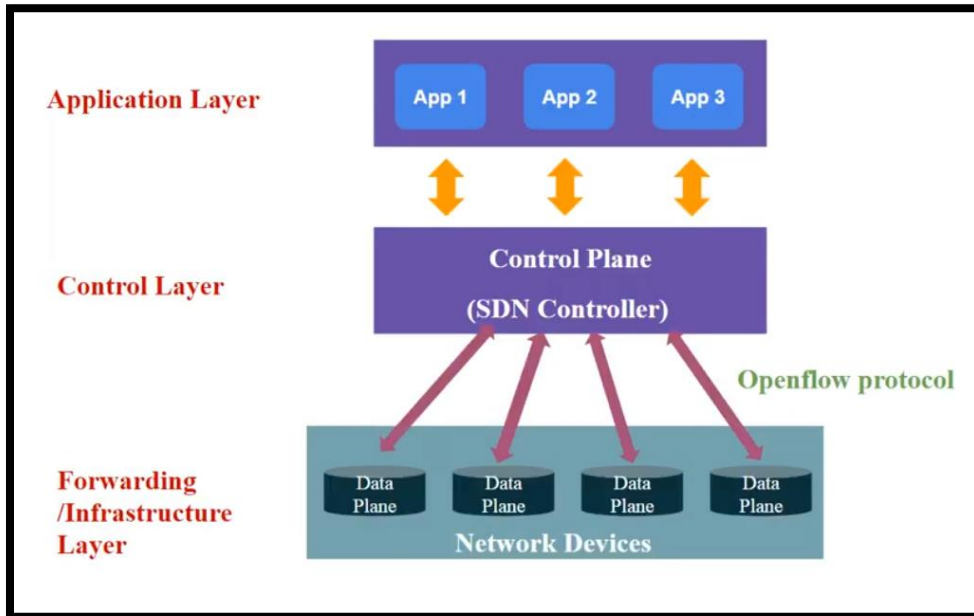 Application Layer
App 1
App 2
App 3
Control Layer
Control Plane
(SDN Controller)
Openflow protocol
Forwarding
/Infrastructure
Layer
Data
Plane
Data
Plane
Data
Plane
Data
Plane
Network Devices